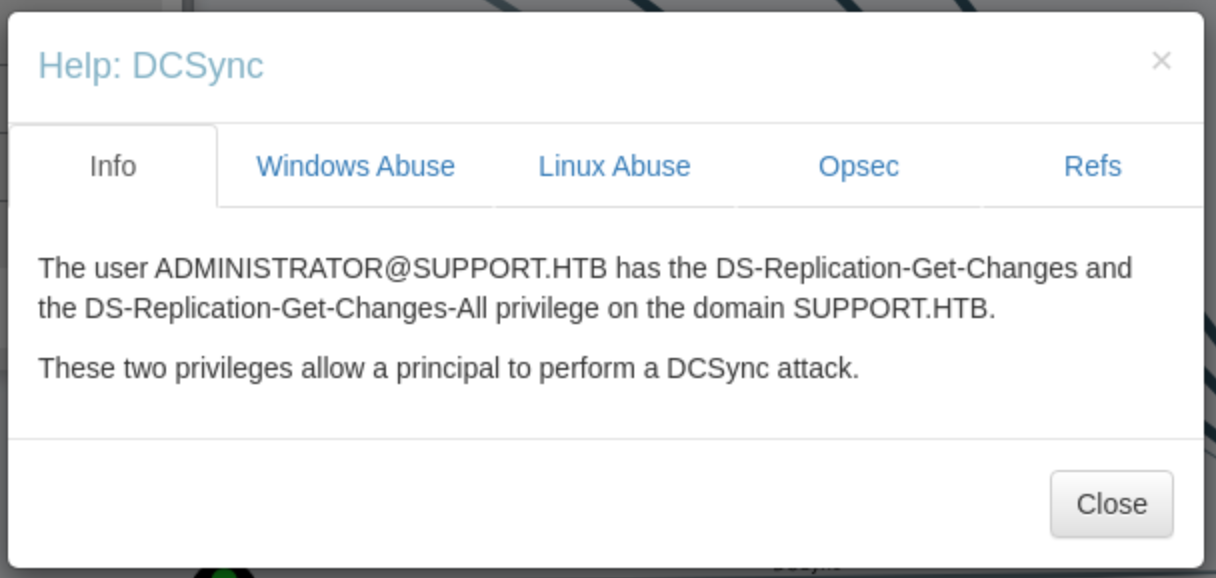 Help: DCSync
×
Info
Windows Abuse
Linux Abuse
Opsec
Refs
The user ADMINISTRATOR@SUPPORT.HTB has the DS-Replication-Get-Changes and
the DS-Replication-Get-Changes-All privilege on the domain SUPPORT.HTB.
These two privileges allow a principal to perform a DCSync attack.
Close